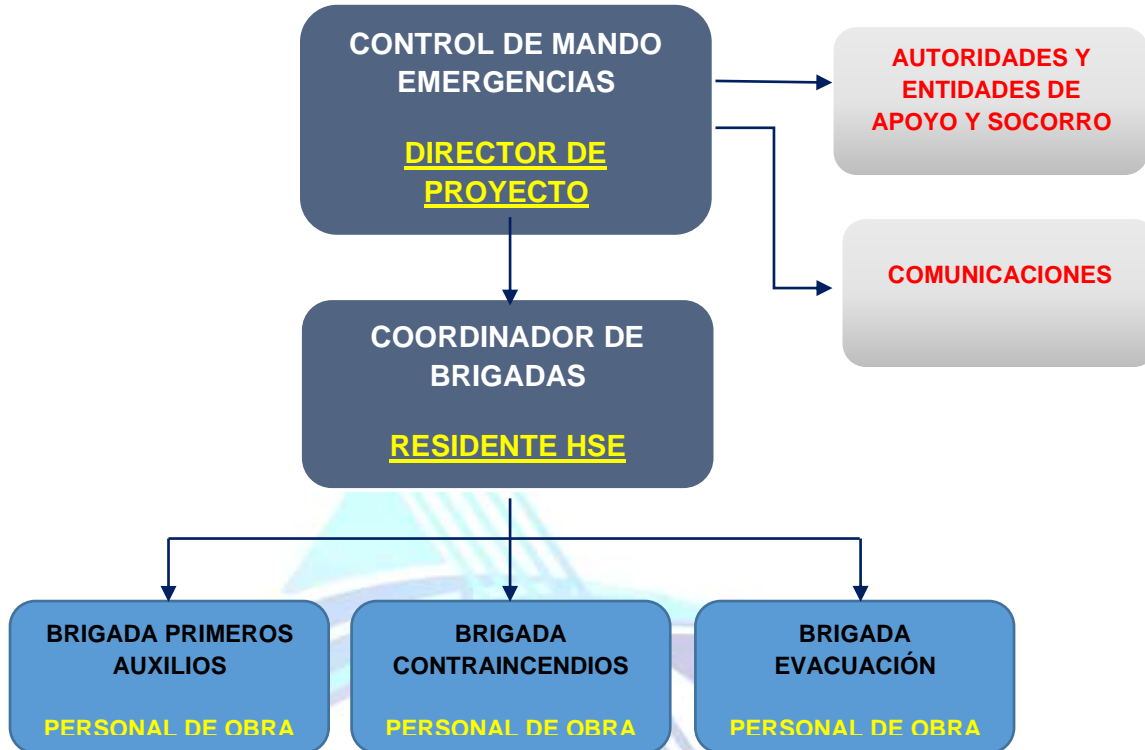 CONTROL DE MANDO
EMERGENCIAS
DIRECTOR DE
PROYECTO
AUTORIDADES Y
ENTIDADES DE
APOYO Y SOCORRO
COMUNICACIONES
COORDINADOR DE
BRIGADAS
RESIDENTE HSE
BRIGADA PRIMEROS
AUXILIOS
PERSONAL DE OBRA
BRIGADA
CONTRAINCENDIOS
PERSONAL DE OBRA
BRIGADA
EVACUACIÓN
PERSONAL DE OBRA